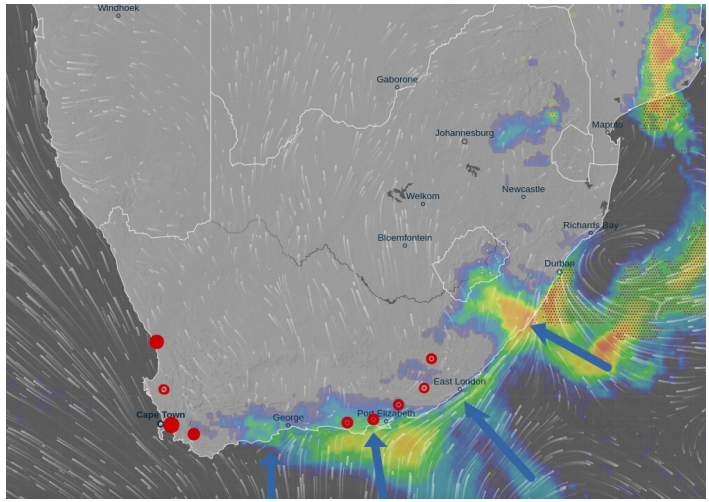 Windhoek
Gaborone
Johannesburg
Maputo
Newcastle
Welkom
Richards Bay
Bloemfontein
Durban
East London
Port Elizabeth
Cape Town
George